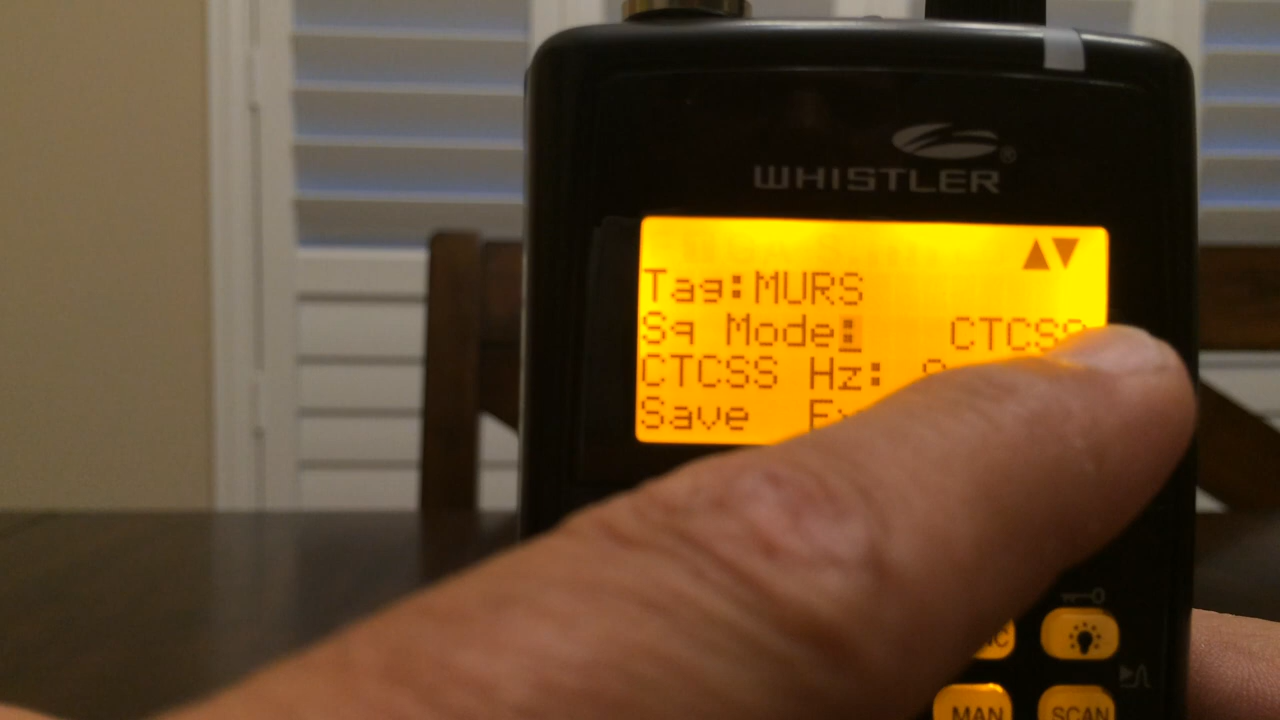 WHISTLER®
Tag:MURS
Sq Mode: CTCSS
CTCSS Hz:
Save
MAN SCAN